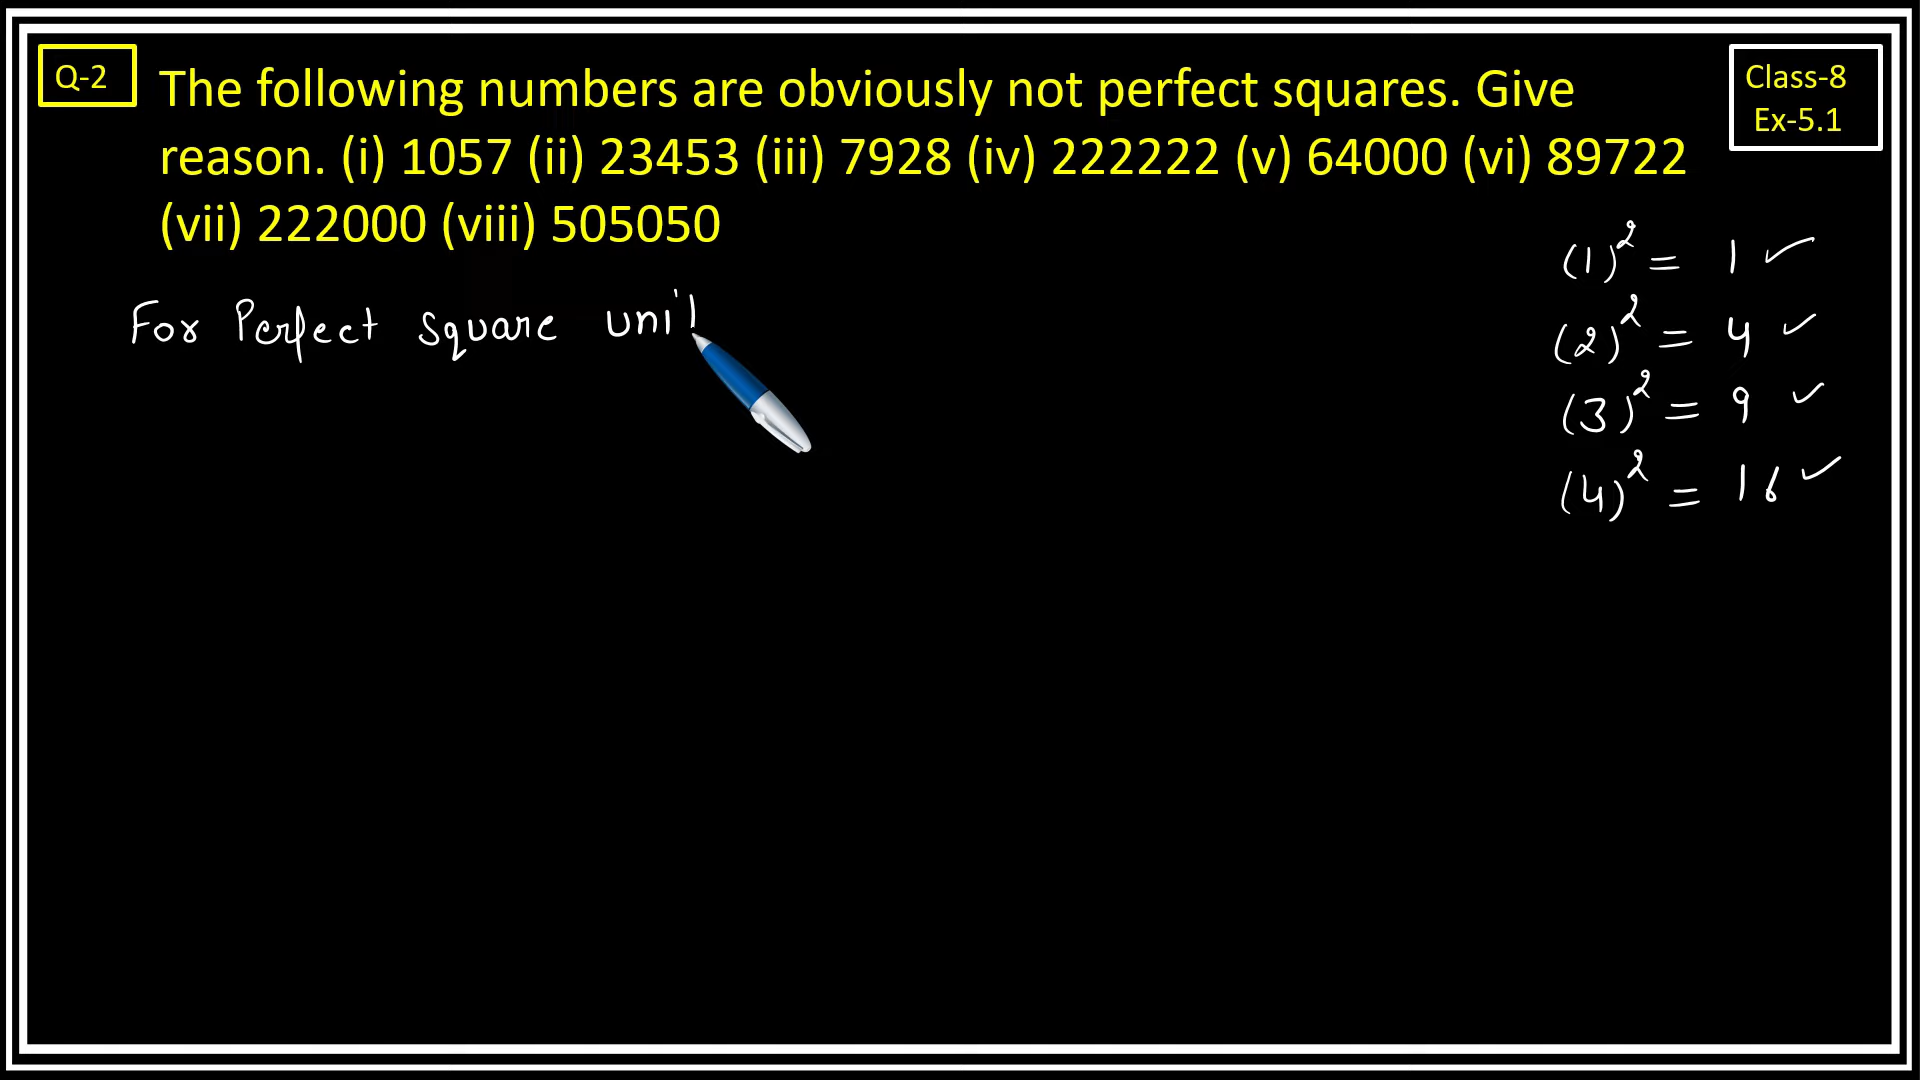 Q-2
The following numbers are obviously not perfect squares. Give
reason. (i) 1057 (ii) 23453 (iii) 7928 (iv) 222222 (v) 64000 (vi) 89722
(vii) 222000 (viii) 505050
Class-8
Ex-5.1
For Perfect square unit
(1)² = 1 ✓
(2)² = 4 ✓
(3)² = 9 ✓
(4)² = 16 ✓